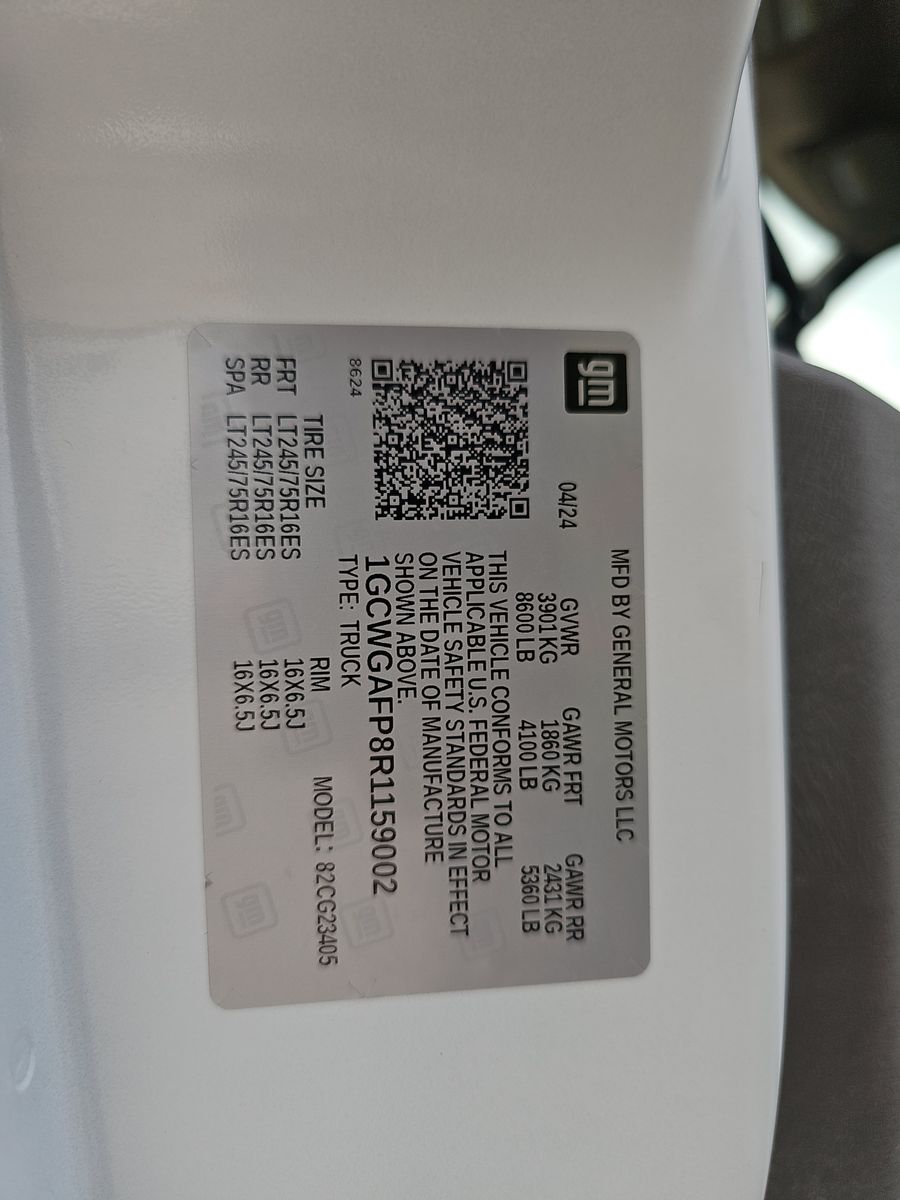 gm
MFD BY GENERAL MOTORS LLC
04/24
GVWR GAWR FRT GAWR RR
3901 KG 1860 KG 2431 KG
8600 LB 4100 LB 5360 LB
THIS VEHICLE CONFORMS TO ALL
APPLICABLE U.S. FEDERAL MOTOR
VEHICLE SAFETY STANDARDS IN EFFECT
ON THE DATE OF MANUFACTURE
SHOWN ABOVE.
1GCWGAFP8R1159002
8624
TYPE: TRUCK
MODEL: 82CG23405
TIRE SIZE RIM
FRT LT245/75R16ES 16X6.5J
RR LT245/75R16ES 16X6.5J
SPA LT245/75R16ES 16X6.5J